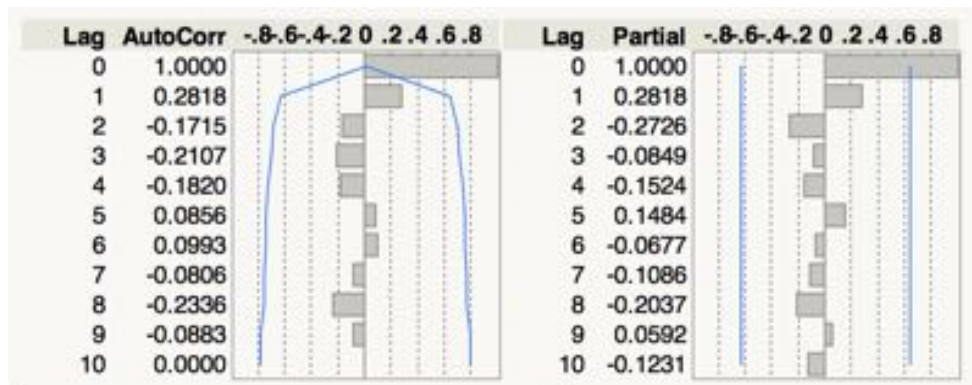 Lag AutoCorr -.8-.6-.4-.2 0 .2 .4 .6 .8 Lag Partial -.8-.6-.4-.2 0 .2 .4 .6 .8
0 1.0000 0 1.0000
1 0.2818 1 0.2818
2 -0.1715 2 -0.2726
3 -0.2107 3 -0.0849
4 -0.1820 4 -0.1524
5 0.0856 5 0.1484
6 0.0993 6 -0.0677
7 -0.0806 7 -0.1086
8 -0.2336 8 -0.2037
9 -0.0883 9 0.0592
10 0.0000 10 -0.1231